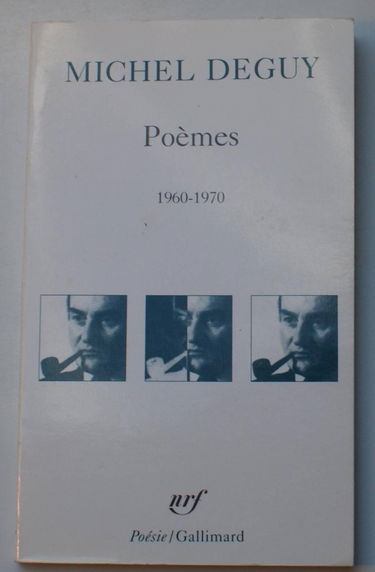 MICHEL DEGUY
Poèmes
1960-1970
nrf
Poésie/Gallimard